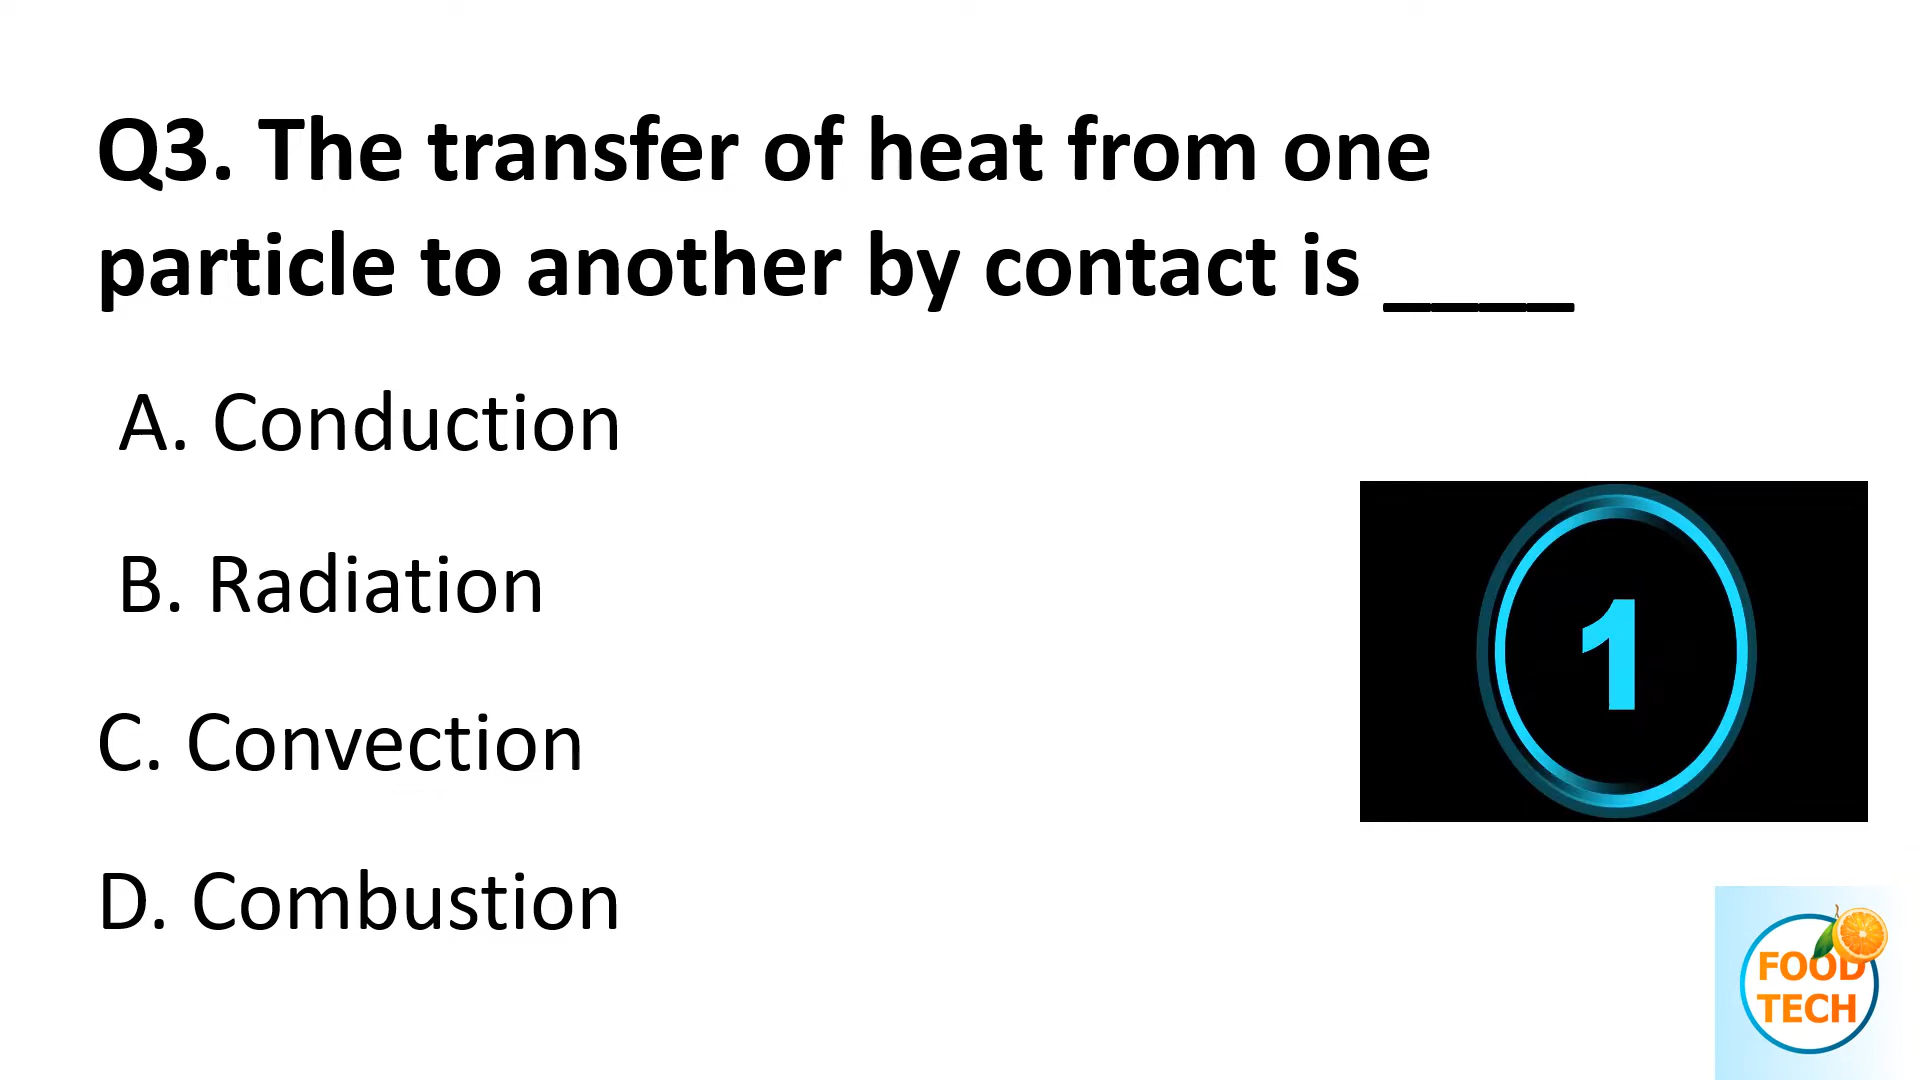 Q3. The transfer of heat from one
particle to another by contact is ____
A. Conduction
B. Radiation
C. Convection
D. Combustion
1
FOOD
TECH